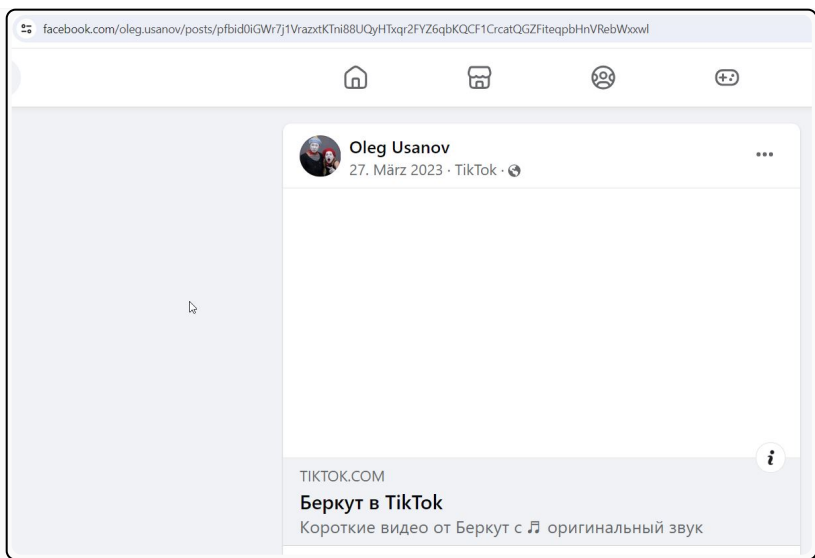 facebook.com/oleg.usanov/posts/pfbid0iGWr7j1VrazxtKTni88UQyHTxqr2FYZ6qbKQCF1CrcatQGZFiteqpbHnVRebWxxwl
Oleg Usanov
27. März 2023 · TikTok ·
TIKTOK.COM
Беркут в TikTok
Короткие видео от Беркут с ♬ оригинальный звук